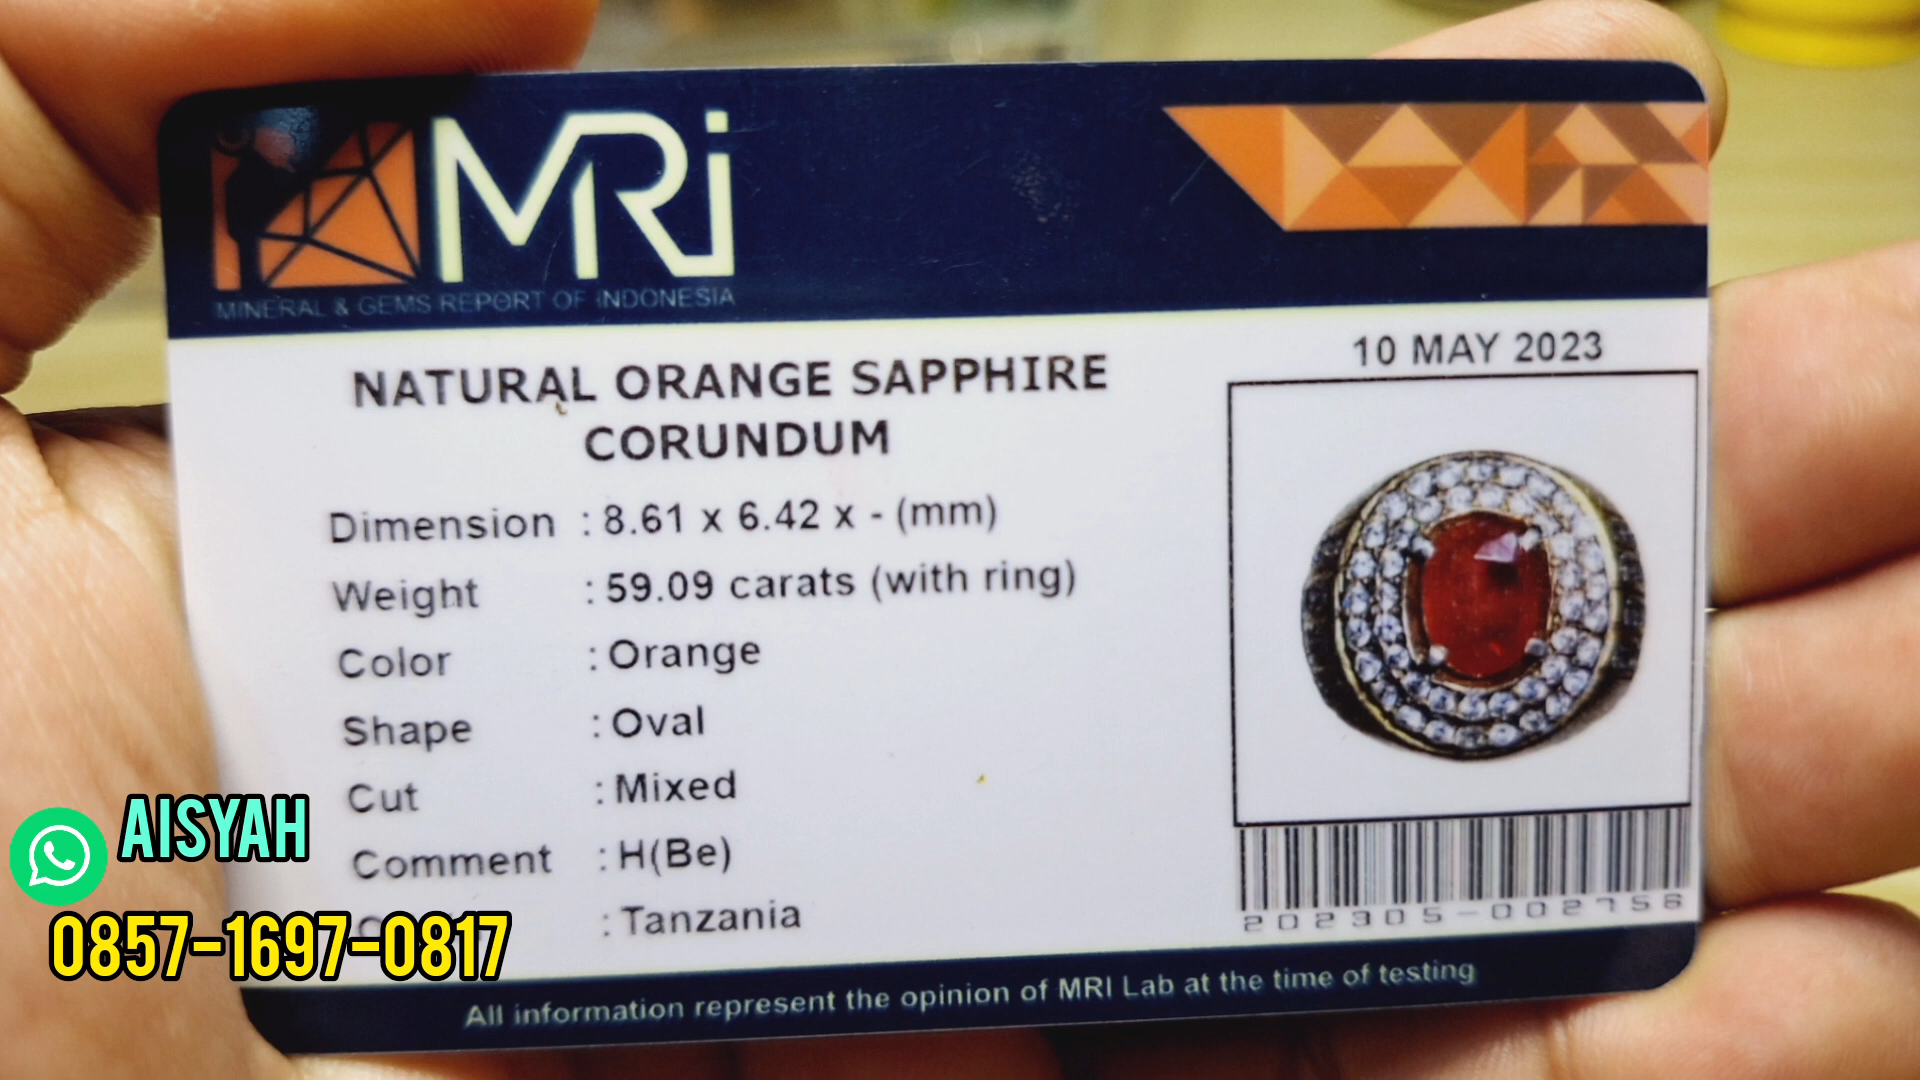 MRi
MINERAL & GEMS REPORT OF INDONESIA
10 MAY 2023
NATURAL ORANGE SAPPHIRE
CORUNDUM
Dimension : 8.61 x 6.42 x - (mm)
Weight : 59.09 carats (with ring)
Color : Orange
Shape : Oval
Cut : Mixed
Comment : H(Be)
: Tanzania
202305-002756
All information represent the opinion of MRI Lab at the time of testing
AISYAH
0857-1697-0817